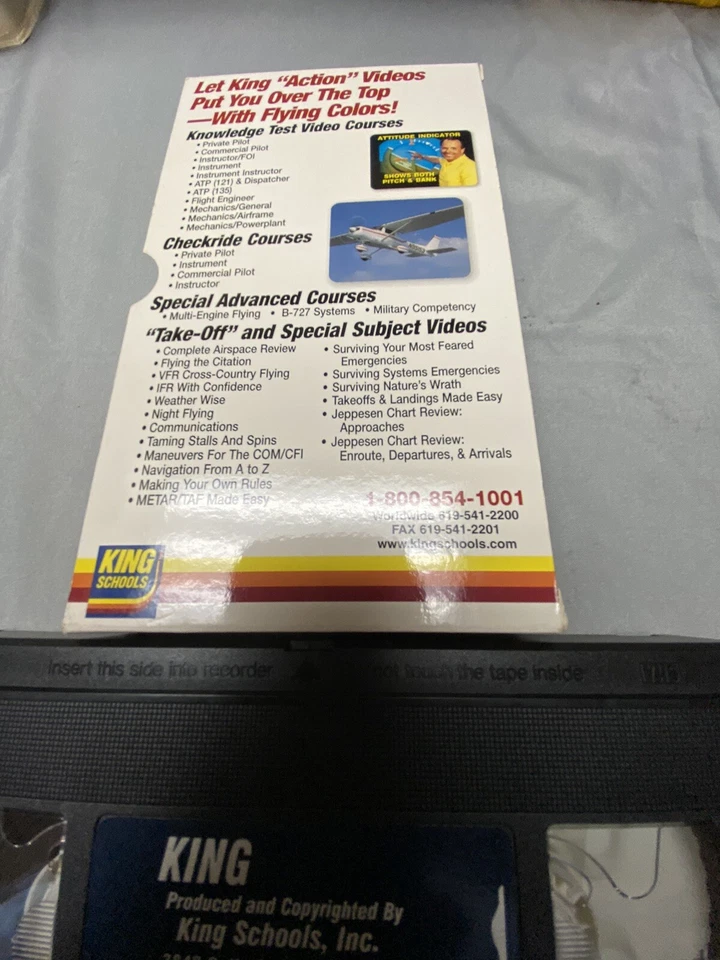 Let King "Action" Videos
Put You Over The Top
—With Flying Colors!
Knowledge Test Video Courses
• Private Pilot
• Commercial Pilot
• Instructor/FOI
• Instrument
• Instrument Instructor
• ATP (121) & Dispatcher
• ATP (135)
• Flight Engineer
• Mechanics/General
• Mechanics/Airframe
• Mechanics/Powerplant
ATTITUDE INDICATOR
SHOWS BOTH
PITCH & BANK
Checkride Courses
• Private Pilot
• Instrument
• Commercial Pilot
• Instructor
Special Advanced Courses
• Multi-Engine Flying • B-727 Systems • Military Competency
"Take-Off" and Special Subject Videos
• Complete Airspace Review
• Flying the Citation
• VFR Cross-Country Flying
• IFR With Confidence
• Weather Wise
• Night Flying
• Communications
• Taming Stalls And Spins
• Maneuvers For The COM/CFI
• Navigation From A to Z
• Making Your Own Rules
• METAR/TAF Made Easy
• Surviving Your Most Feared
Emergencies
• Surviving Systems Emergencies
• Surviving Nature's Wrath
• Takeoffs & Landings Made Easy
• Jeppesen Chart Review:
Approaches
• Jeppesen Chart Review:
Enroute, Departures, & Arrivals
1-800-854-1001
Worldwide 619-541-2200
FAX 619-541-2201
www.kingschools.com
KING
SCHOOLS
Insert this side into recorder
not touch the tape inside
VHS
KING
Produced and Copyrighted By
King Schools, Inc.